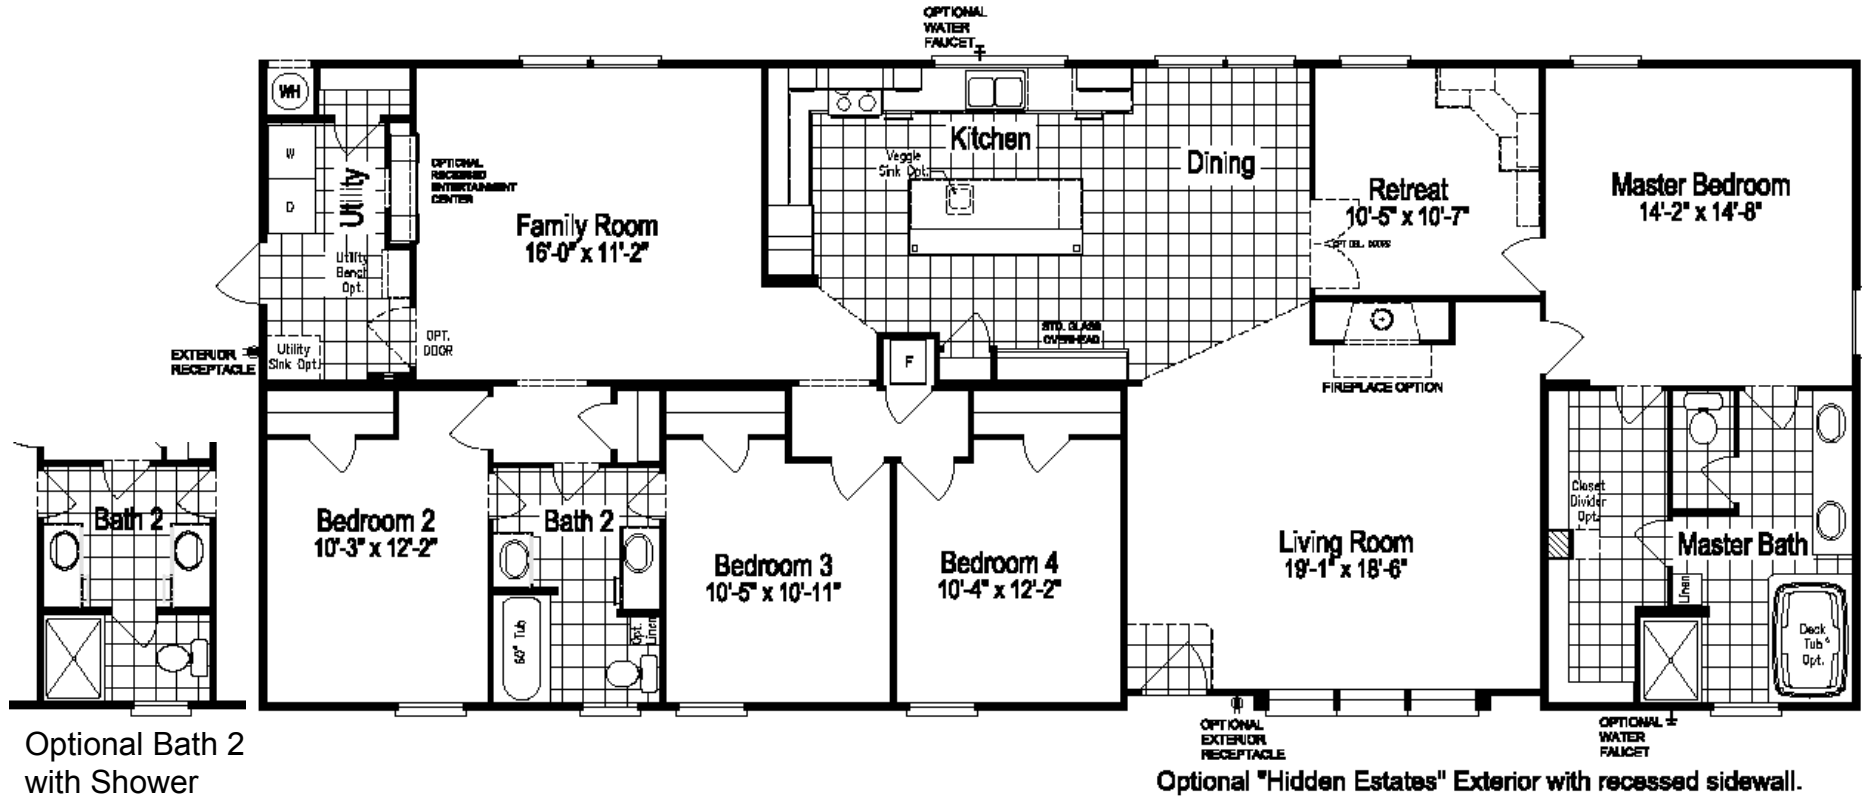 OPTIONAL
WATER
FAUCET
WH
W
D
Utility
OPTIONAL
RECESSED
ENTERTAINMENT
CENTER
Family Room
16'-0" x 11'-2"
Utility
Bench
Opt.
OPT.
DOOR
Utility
Sink Opt.
EXTERIOR
RECEPTACLE
Kitchen
Veggie
Sink Opt.
Dining
STD. GLASS
OVERHEAD
F
Retreat
10'-5" x 10'-7"
OPT DBL. DOORS
FIREPLACE OPTION
Master Bedroom
14'-2" x 14'-8"
Bath 2
Bedroom 2
10'-3" x 12'-2"
Bath 2
60" Tub
Opt.
Linen
Bedroom 3
10'-5" x 10'-11"
Bedroom 4
10'-4" x 12'-2"
Living Room
19'-1" x 18'-6"
Closet
Divider
Opt.
Master Bath
Linen
Deck
Tub
Opt.
OPTIONAL
EXTERIOR
RECEPTACLE
OPTIONAL
WATER
FAUCET
Optional Bath 2
with Shower
Optional "Hidden Estates" Exterior with recessed sidewall.